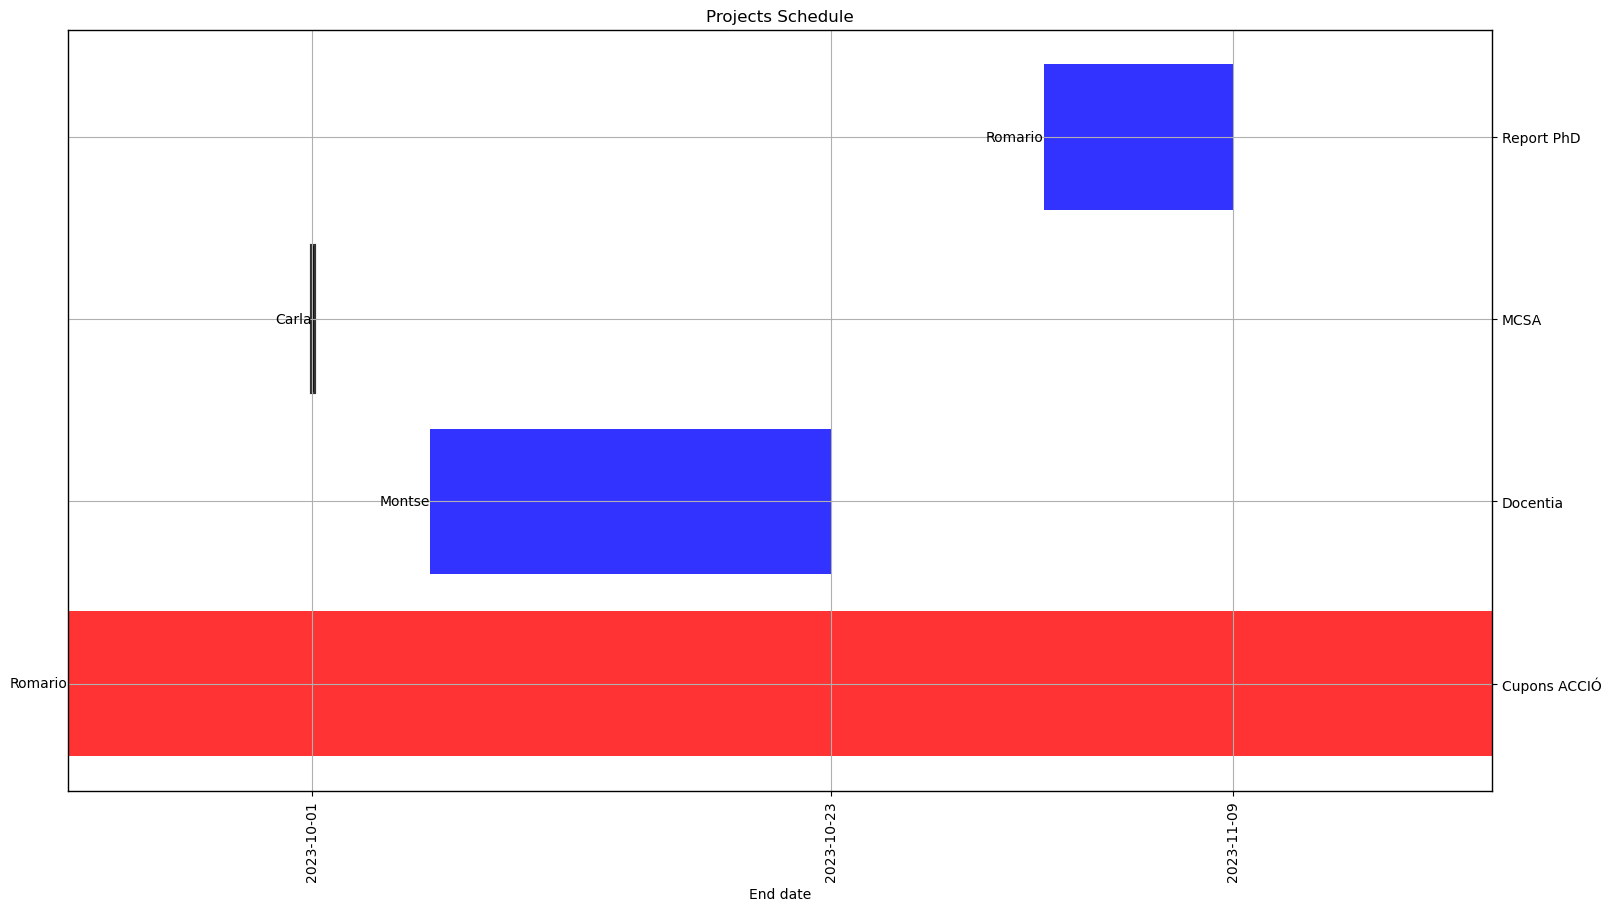 Projects Schedule
Romario
Report PhD
Carla
MCSA
Montse
Docentia
Romario
Cupons ACCIÓ
2023-10-01
2023-10-23
2023-11-09
End date